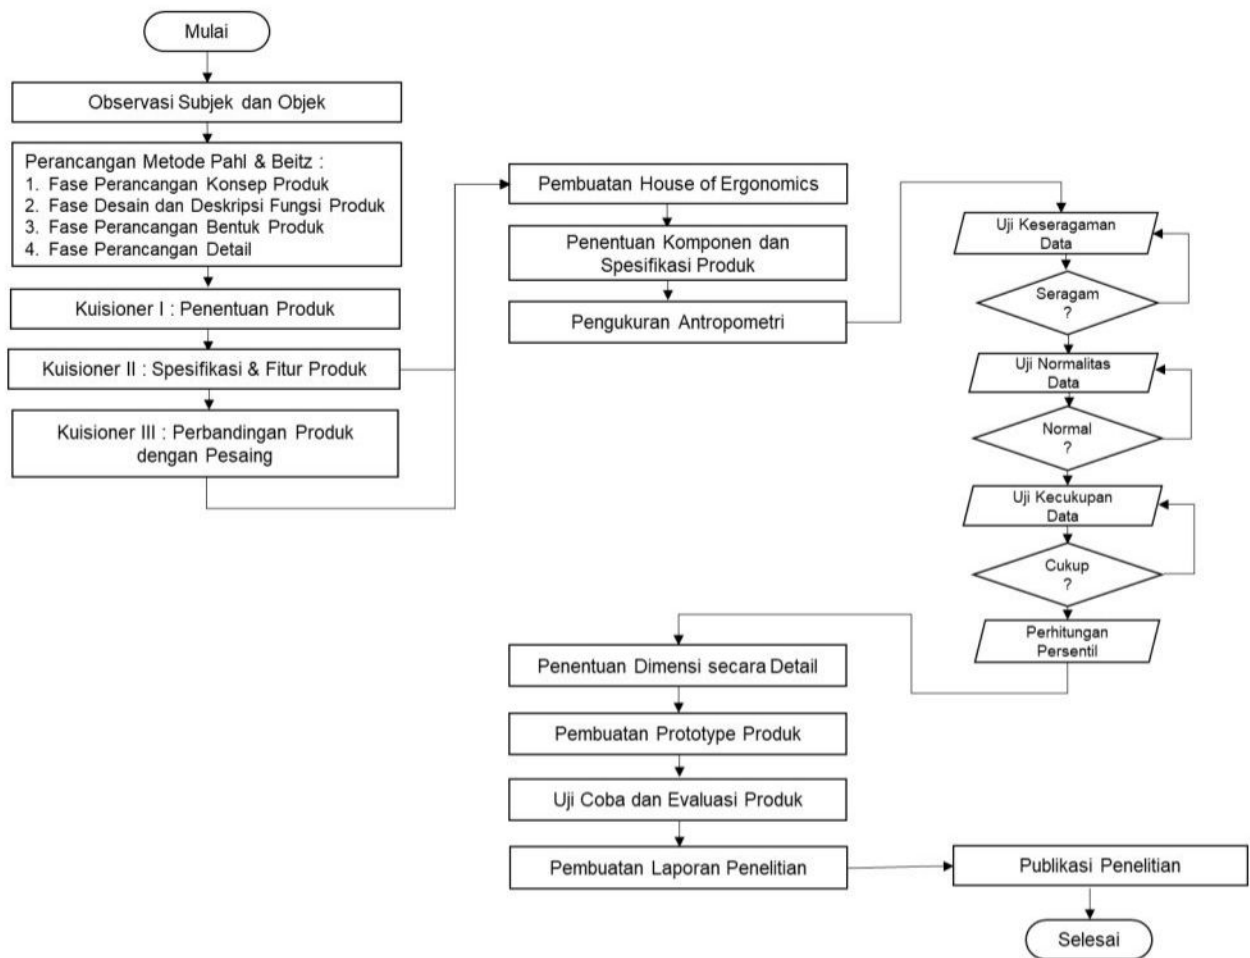 Mulai
Observasi Subjek dan Objek
Perancangan Metode Pahl & Beitz :
1. Fase Perancangan Konsep Produk
2. Fase Desain dan Deskripsi Fungsi Produk
3. Fase Perancangan Bentuk Produk
4. Fase Perancangan Detail
Kuisioner I : Penentuan Produk
Kuisioner II : Spesifikasi & Fitur Produk
Kuisioner III : Perbandingan Produk
dengan Pesaing
Pembuatan House of Ergonomics
Penentuan Komponen dan
Spesifikasi Produk
Pengukuran Antropometri
Uji Keseragaman
Data
Seragam
?
Uji Normalitas
Data
Normal
?
Uji Kecukupan
Data
Cukup
?
Perhitungan
Persentil
Penentuan Dimensi secara Detail
Pembuatan Prototype Produk
Uji Coba dan Evaluasi Produk
Pembuatan Laporan Penelitian
Publikasi Penelitian
Selesai